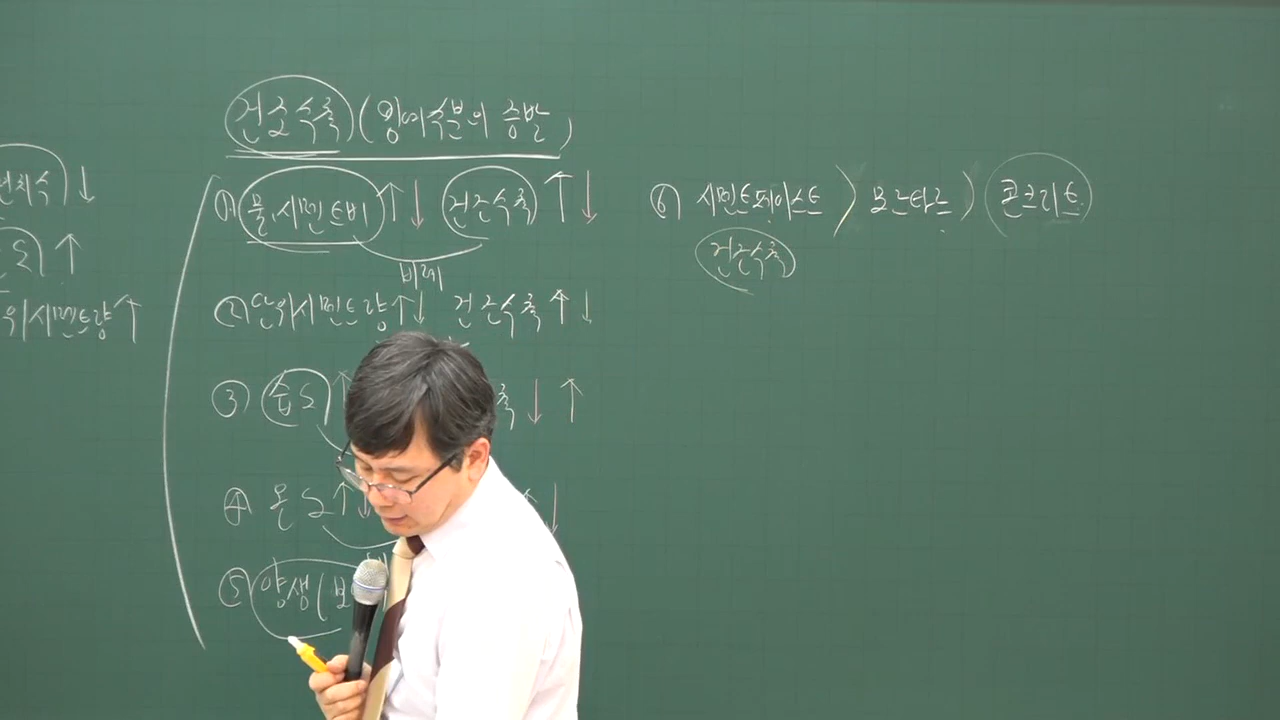 건조수축 (잉여수분의 증발)
① 물·시멘트비 ↑↓ 건조수축 ↑↓
비례
② 단위시멘트량 ↑↓ 건조수축 ↑↓
③ 습도 ↑ 축 ↓↑
④ 온도 ↑↓ ↑↓
⑤ 양생(보
↓
↑
위시멘트량 ↑
⑥ 시멘트페이스트 > 모르타르 > 콘크리트
건조수축